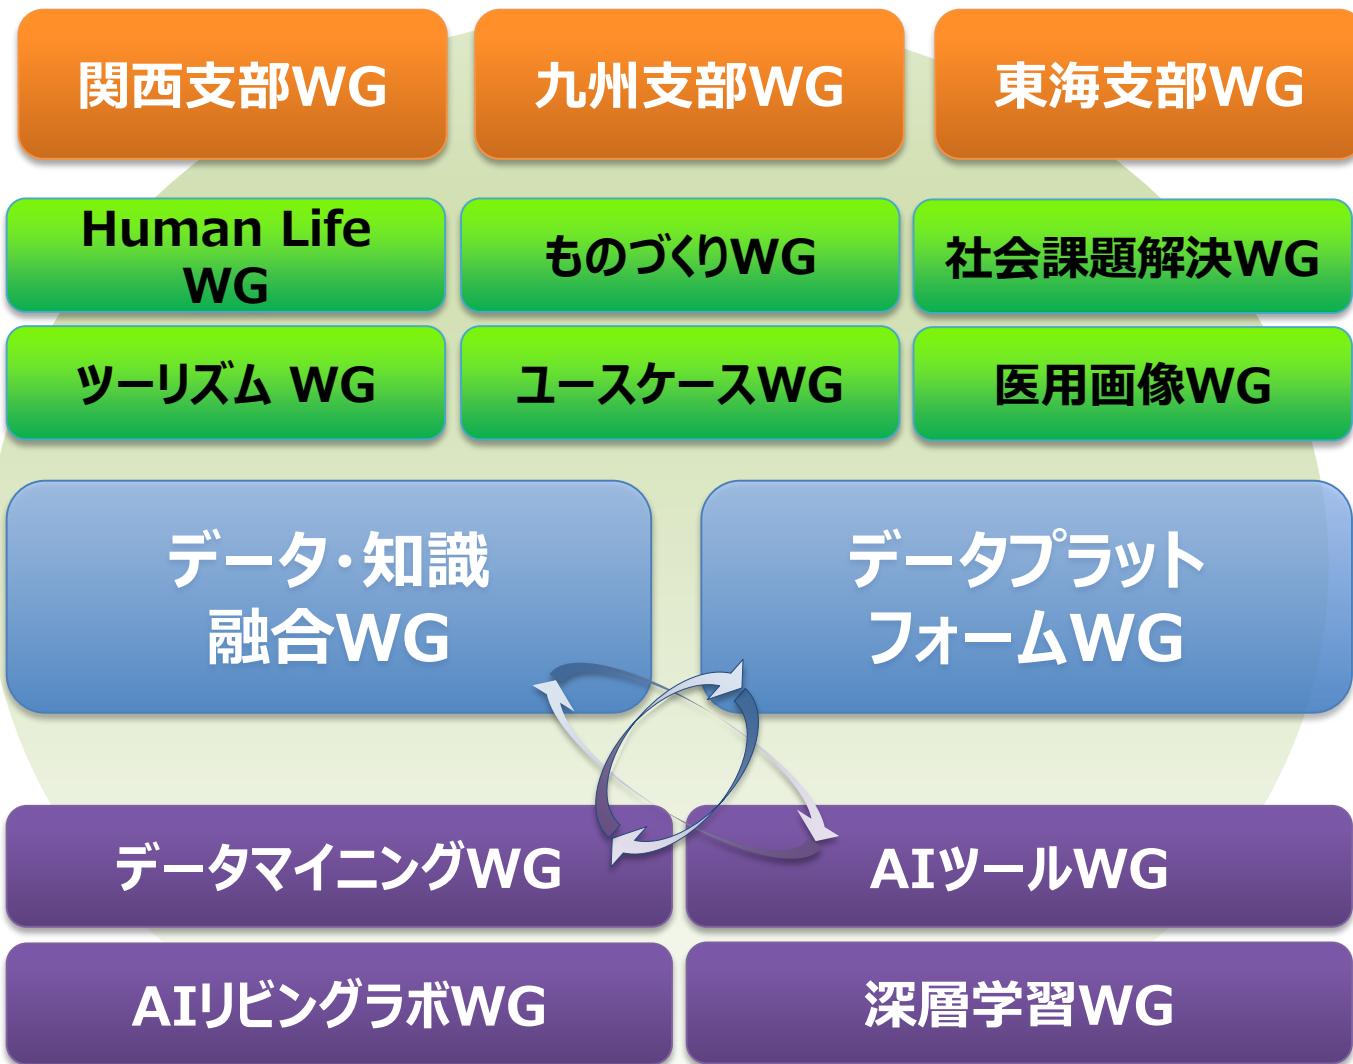 関西支部WG
九州支部WG
東海支部WG
Human Life
WG
ものづくりWG
社会課題解決WG
ツーリズム WG
ユースケースWG
医用画像WG
データ・知識
融合WG
データプラット
フォームWG
データマイニングWG
AIツールWG
AIリビングラボWG
深層学習WG